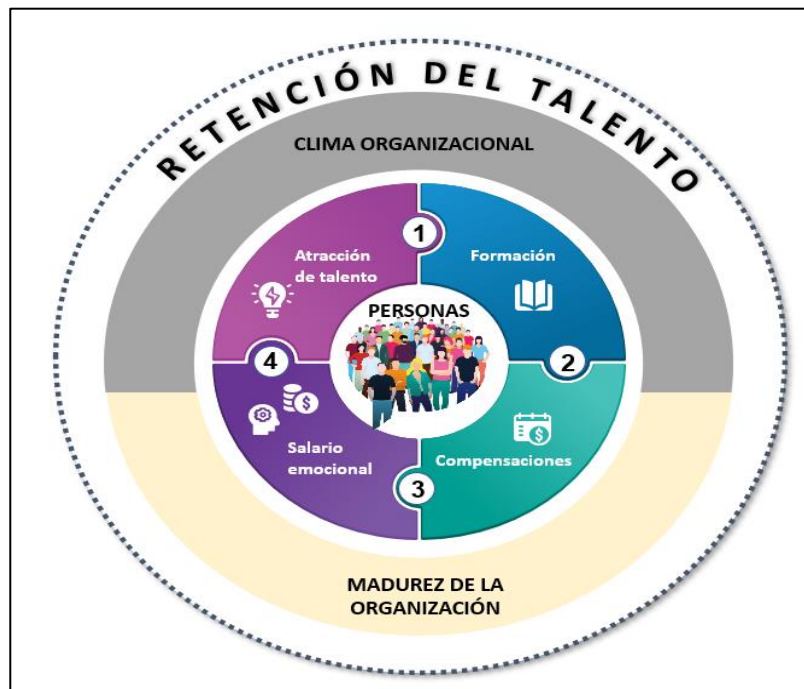 RETENCIÓN DEL TALENTO
CLIMA ORGANIZACIONAL
1
Atracción
de talento
Formación
PERSONAS
4
2
Salario
emocional
Compensaciones
3
MADUREZ DE LA
ORGANIZACIÓN